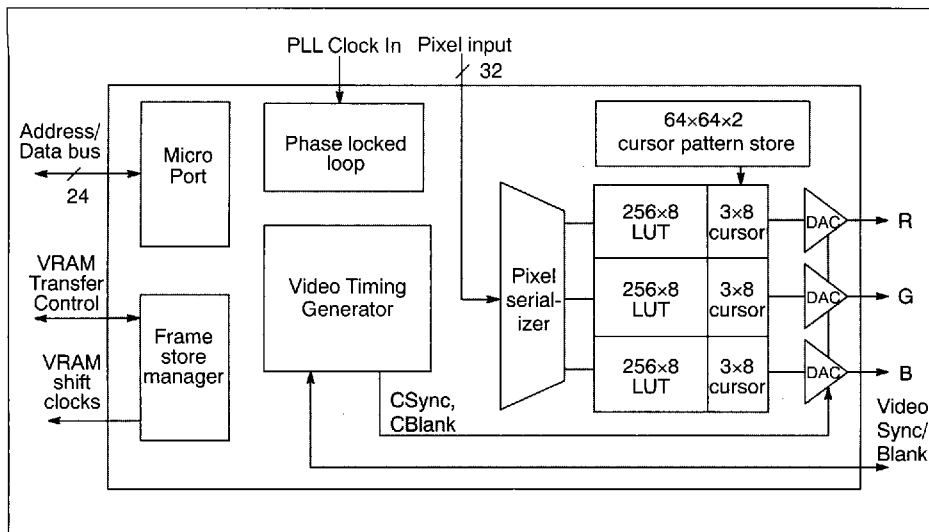 PLL Clock In
Pixel input
32
Address/
Data bus
24
Micro
Port
Phase locked
loop
64×64×2
cursor pattern store
VRAM
Transfer
Control
VRAM
shift
clocks
Frame
store
manager
Video Timing
Generator
CSync,
CBlank
Pixel
serial-
izer
256×8
LUT
3×8
cursor
DAC
R
256×8
LUT
3×8
cursor
DAC
G
256×8
LUT
3×8
cursor
DAC
B
Video
Sync/
Blank